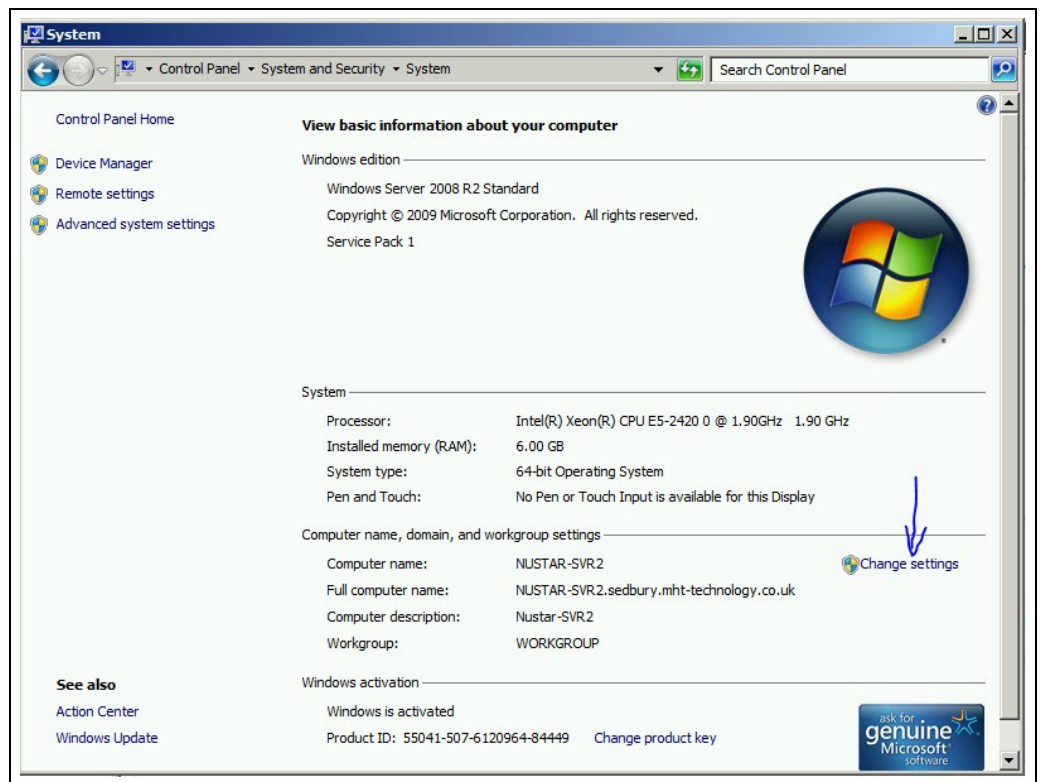 System
Control Panel System and Security System Search Control Panel
Control Panel Home
Device Manager
Remote settings
Advanced system settings
View basic information about your computer
Windows edition
Windows Server 2008 R2 Standard
Copyright © 2009 Microsoft Corporation. All rights reserved.
Service Pack 1
System
Processor: Intel(R) Xeon(R) CPU E5-2420 0 @ 1.90GHz 1.90 GHz
Installed memory (RAM): 6.00 GB
System type: 64-bit Operating System
Pen and Touch: No Pen or Touch Input is available for this Display
Computer name, domain, and workgroup settings
Computer name: NUSTAR-SVR2 Change settings
Full computer name: NUSTAR-SVR2.sedbury.mht-technology.co.uk
Computer description: Nustar-SVR2
Workgroup: WORKGROUP
Windows activation
Windows is activated
Product ID: 55041-507-6120964-84449 Change product key
See also
Action Center
Windows Update
ask for
genuine
Microsoft
software